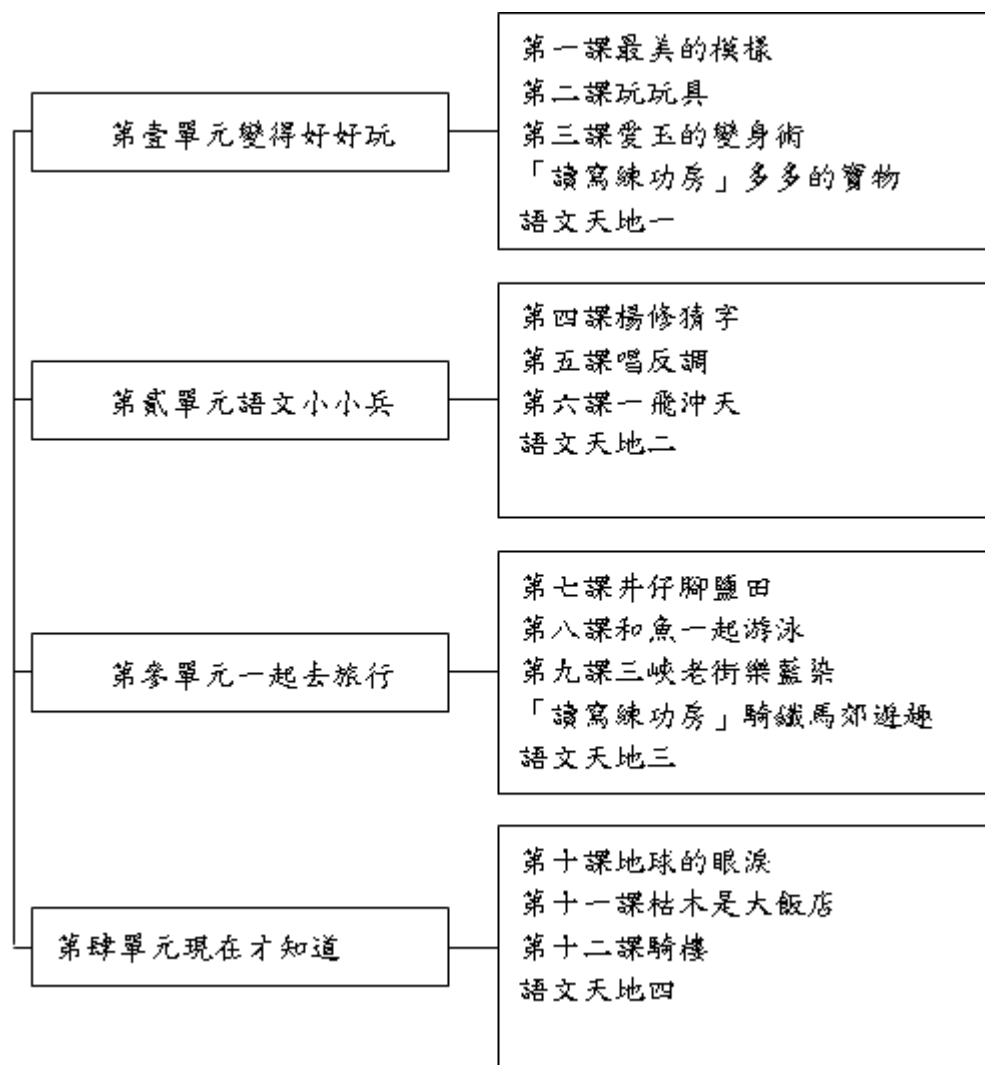 第壹單元變得好好玩
第一課最美的模樣
第二課玩玩具
第三課愛玉的變身術
「讀寫練功房」多多的寶物
語文天地一
第貳單元語文小小兵
第四課楊修猜字
第五課唱反調
第六課一飛沖天
語文天地二
第參單元一起去旅行
第七課井仔腳鹽田
第八課和魚一起游泳
第九課三峽老街樂藍染
「讀寫練功房」騎鐵馬郊遊趣
語文天地三
第肆單元現在才知道
第十課地球的眼淚
第十一課枯木是大飯店
第十二課騎樓
語文天地四